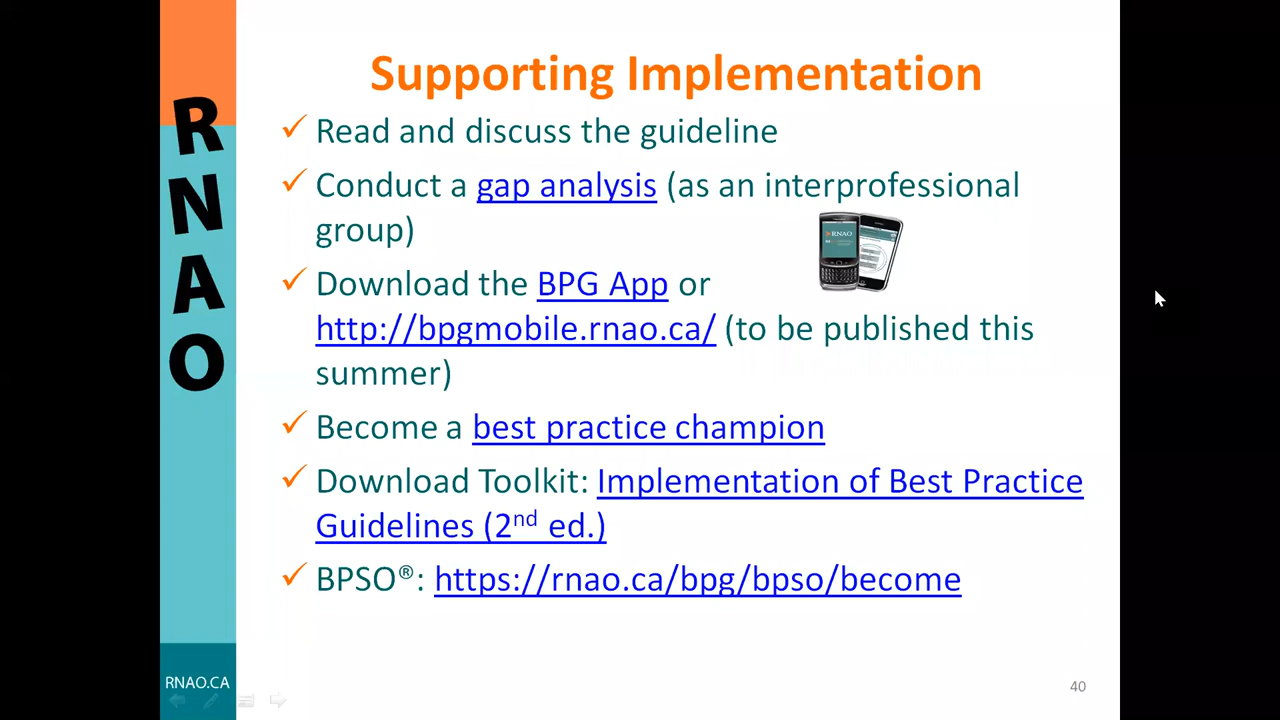 Supporting Implementation
✓ Read and discuss the guideline
✓ Conduct a gap analysis (as an interprofessional
group)
✓ Download the BPG App or
http://bpgmobile.rnao.ca/ (to be published this
summer)
✓ Become a best practice champion
✓ Download Toolkit: Implementation of Best Practice
Guidelines (2nd ed.)
✓ BPSO®: https://rnao.ca/bpg/bpso/become
RNAO
RNAO
RNAO.CA
40